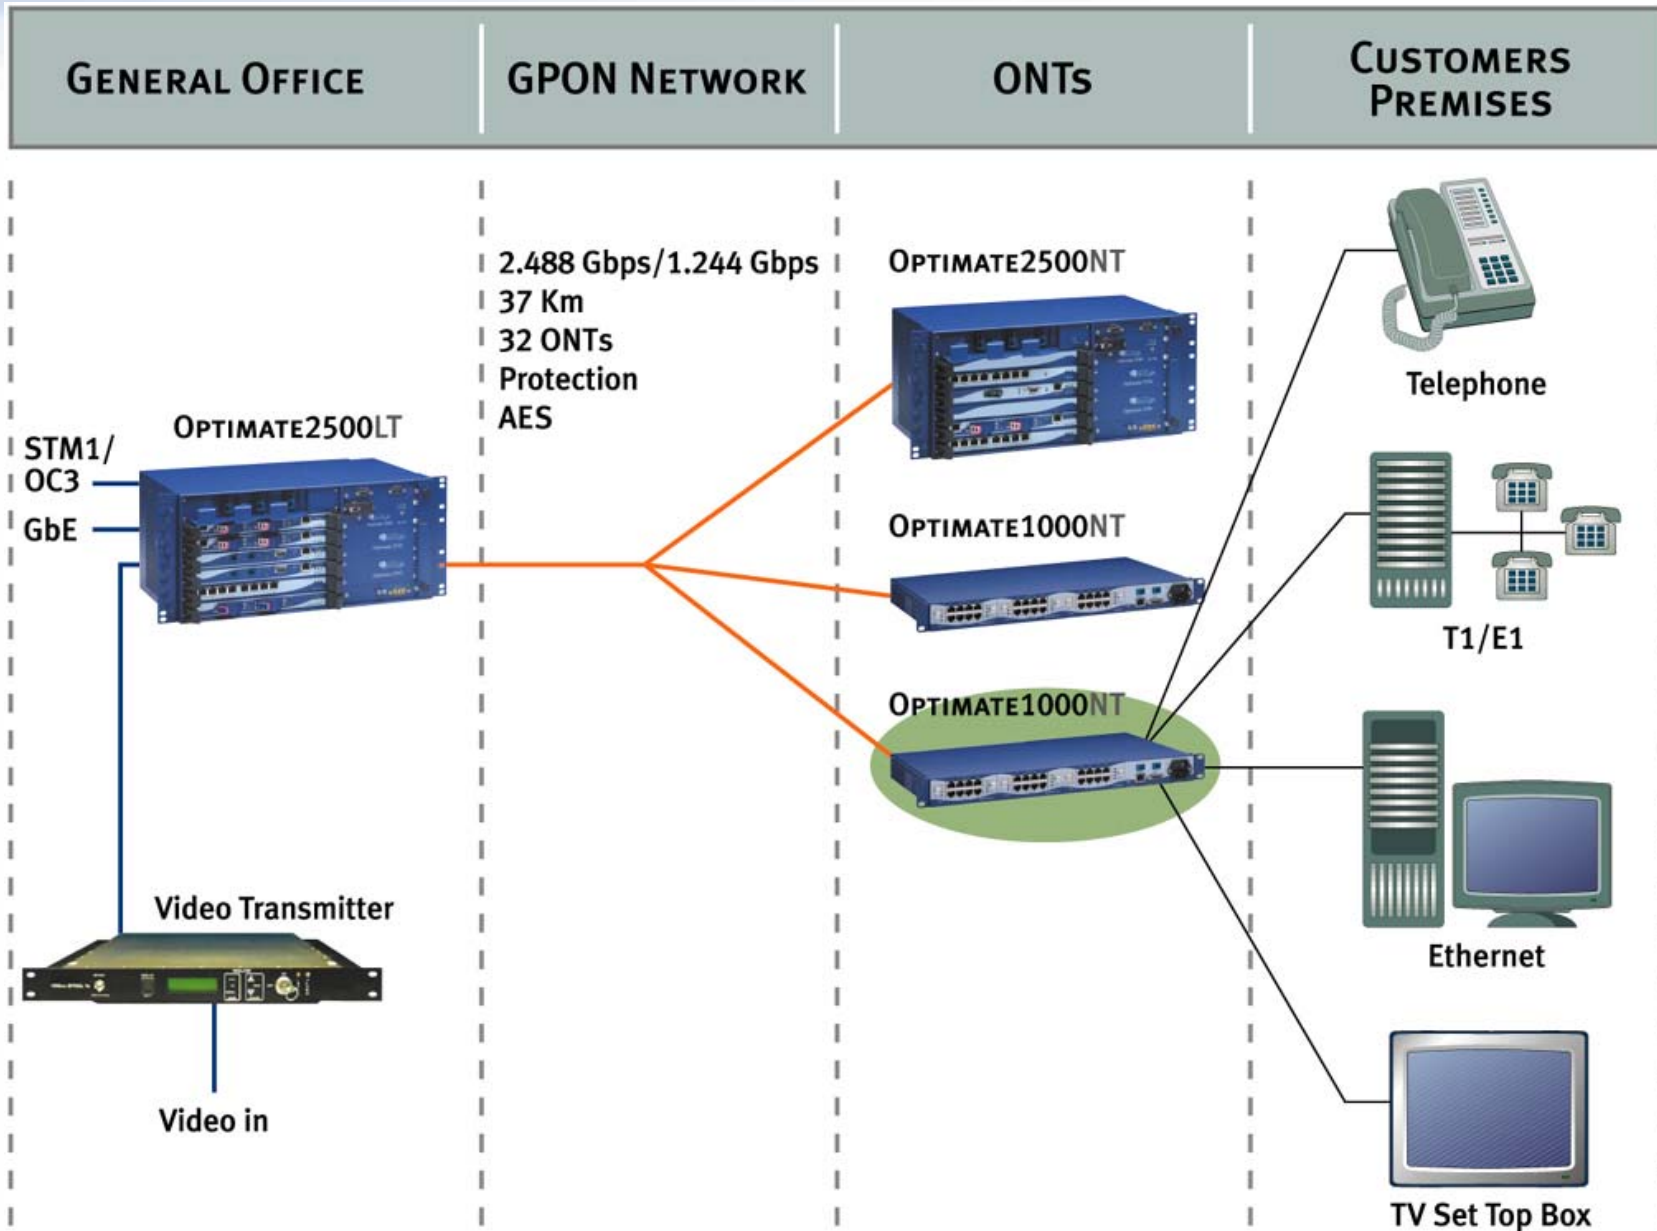 GENERAL OFFICE
GPON NETWORK
ONTs
CUSTOMERS
PREMISES
2.488 Gbps/1.244 Gbps
37 Km
32 ONTs
Protection
AES
OPTIMATE2500LT
STM1/
OC3
GbE
Video Transmitter
Video in
OPTIMATE2500NT
OPTIMATE1000NT
OPTIMATE1000NT
Telephone
T1/E1
Ethernet
TV Set Top Box